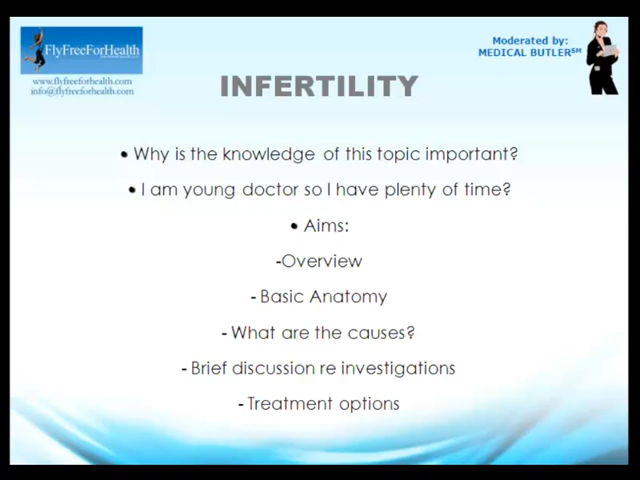 FlyFreeForHealth
www.flyfreeforhealth.com
info@flyfreeforhealth.com
Moderated by:
MEDICAL BUTLER℠
INFERTILITY
• Why is the knowledge of this topic important?
• I am young doctor so I have plenty of time?
• Aims:
-Overview
- Basic Anatomy
- What are the causes?
- Brief discussion re investigations
- Treatment options